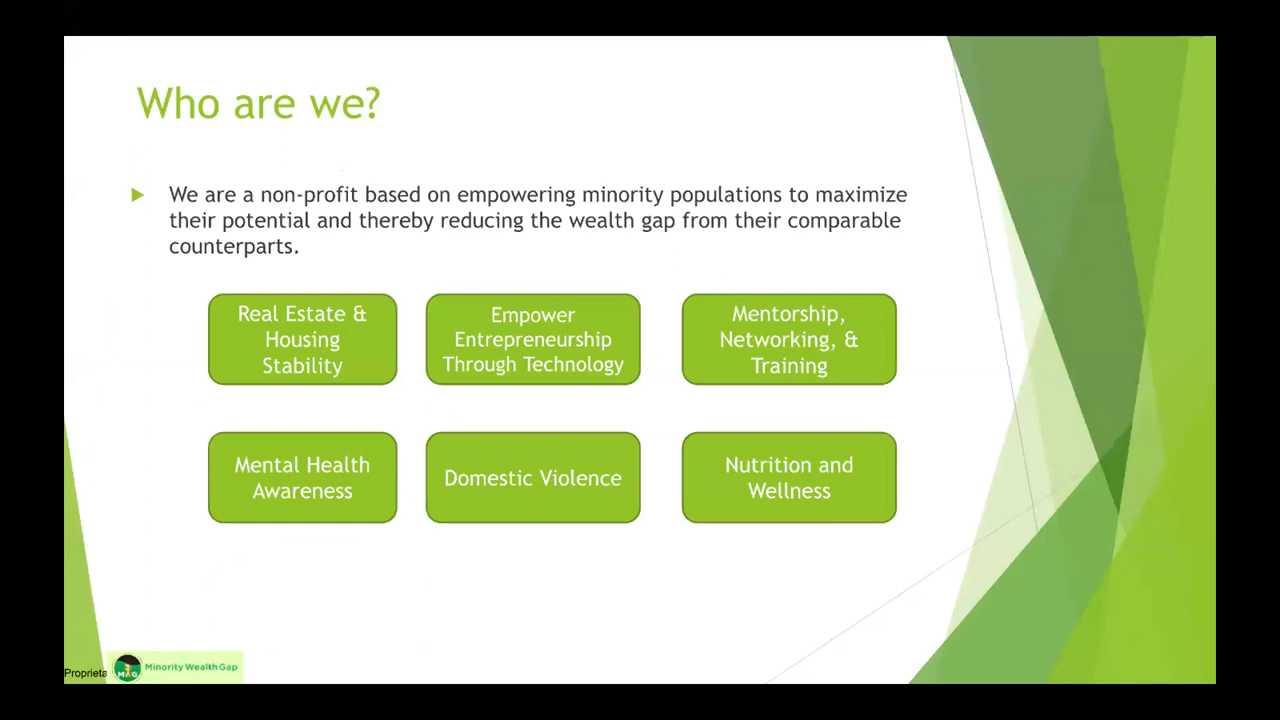 Who are we?
We are a non-profit based on empowering minority populations to maximize
their potential and thereby reducing the wealth gap from their comparable
counterparts.
Real Estate &
Housing
Stability
Empower
Entrepreneurship
Through Technology
Mentorship,
Networking, &
Training
Mental Health
Awareness
Domestic Violence
Nutrition and
Wellness
Proprieta
Minority Wealth Gap